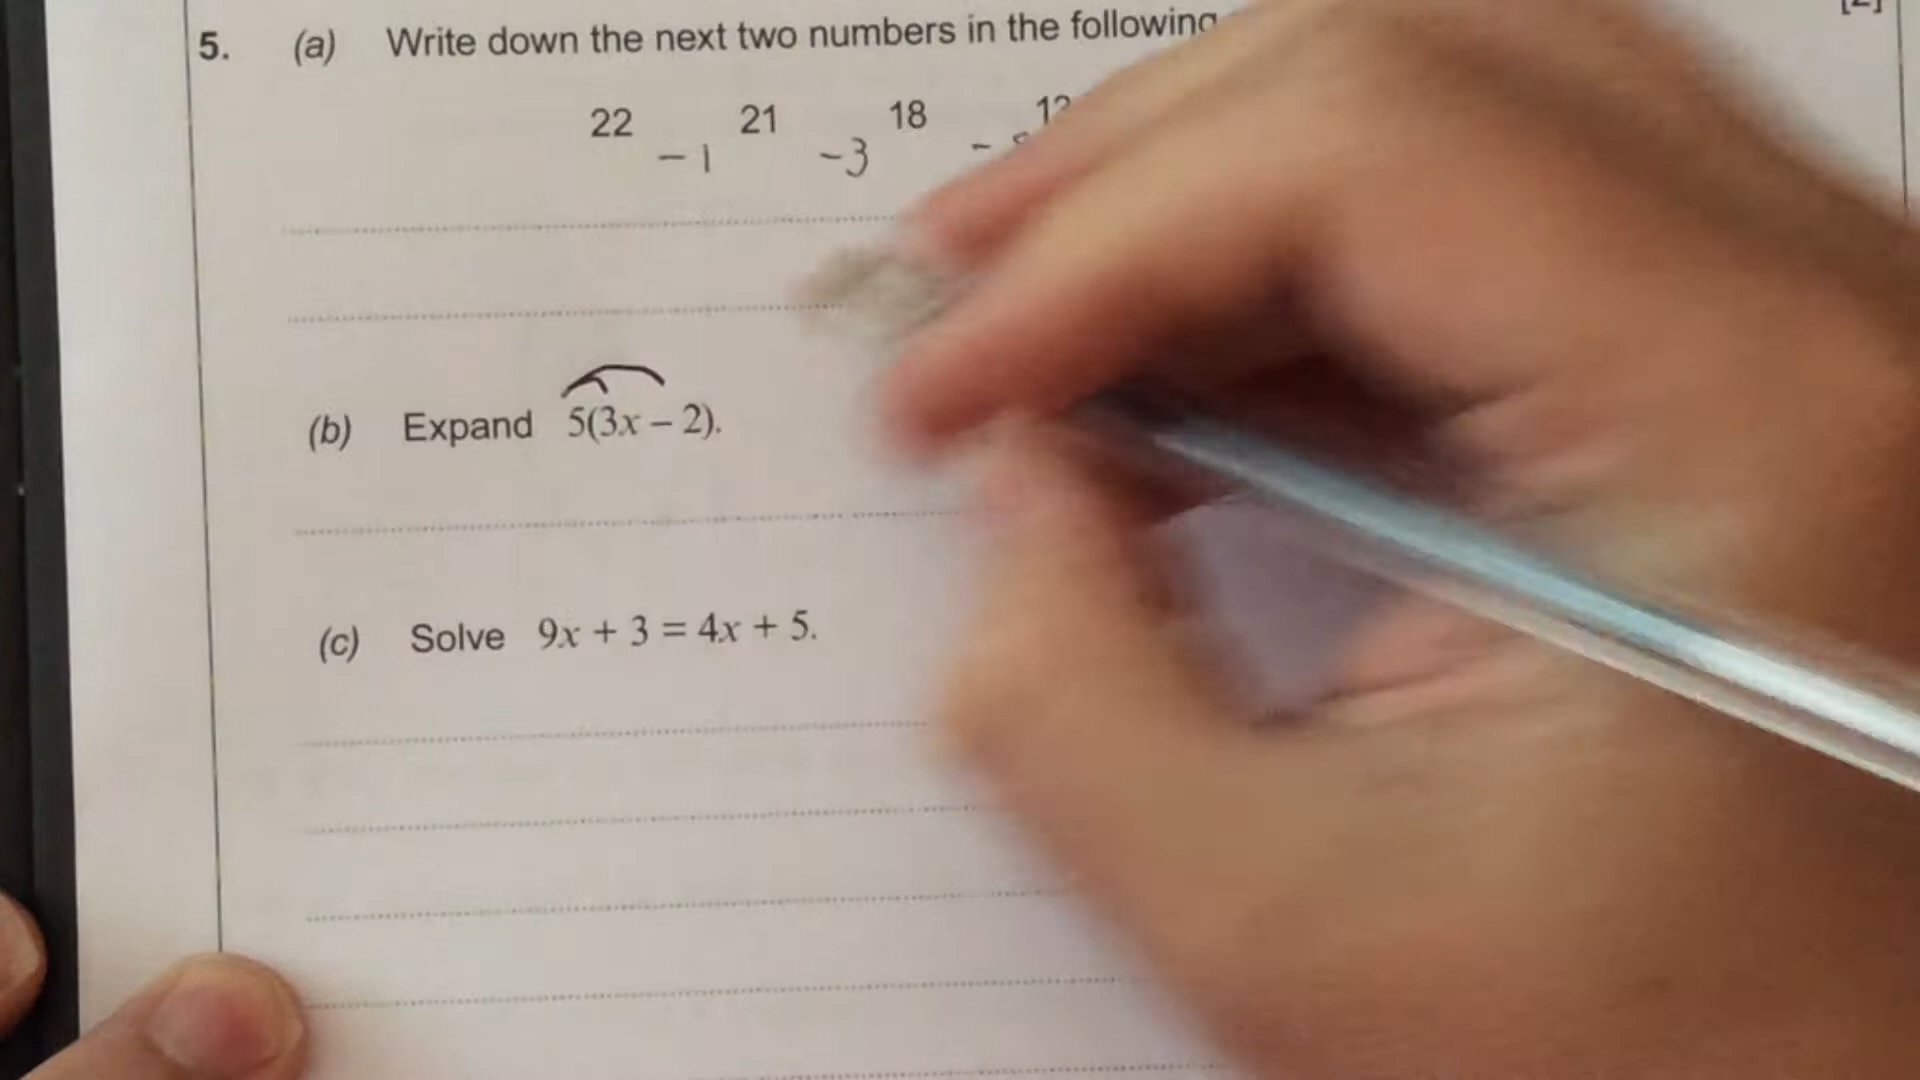 5. (a) Write down the next two numbers in the following
22 21 18
-1 -3 -
(b) Expand 5(3x – 2).
(c) Solve 9x + 3 = 4x + 5.